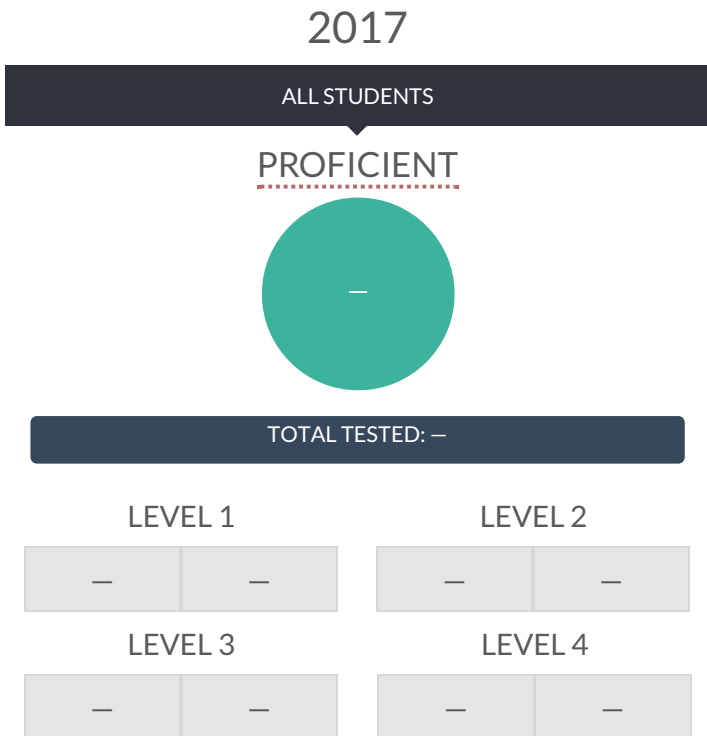 2017
ALL STUDENTS
PROFICIENT
—
TOTAL TESTED: —
LEVEL 1 LEVEL 2
— — — —
LEVEL 3 LEVEL 4
— — — —